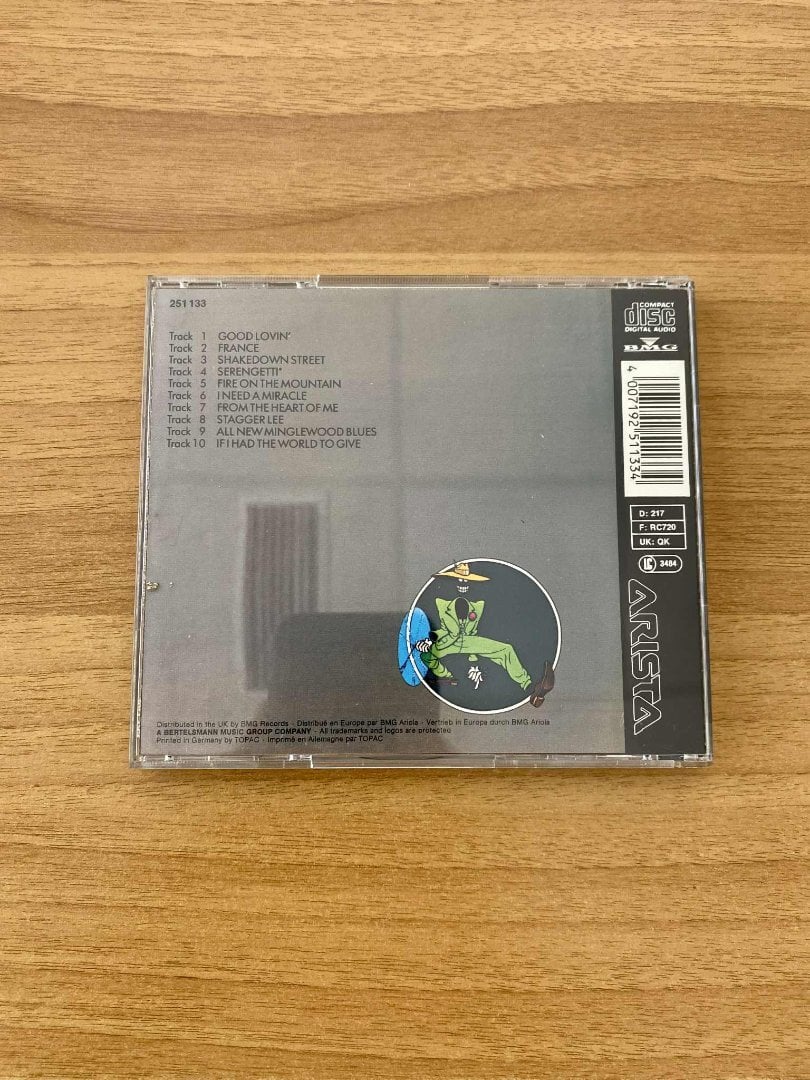 251 133
Track 1 GOOD LOVIN'
Track 2 FRANCE
Track 3 SHAKEDOWN STREET
Track 4 SERENGETTI*
Track 5 FIRE ON THE MOUNTAIN
Track 6 I NEED A MIRACLE
Track 7 FROM THE HEART OF ME
Track 8 STAGGER LEE
Track 9 ALL NEW MINGLEWOOD BLUES
Track 10 IF I HAD THE WORLD TO GIVE
Distributed in the UK by BMG Records - Distribué en Europe par BMG Ariola - Vertrieb in Europe durch BMG Ariola
A BERTELSMANN MUSIC GROUP COMPANY - All trademarks and logos are protected
Printed in Germany by TOPAC - Imprimé en Allemagne par TOPAC
COMPACT
disc
DIGITAL AUDIO
BMG
4 007192 511334
D: 217
F: RC720
UK: QK
LC 3484
ARISTA